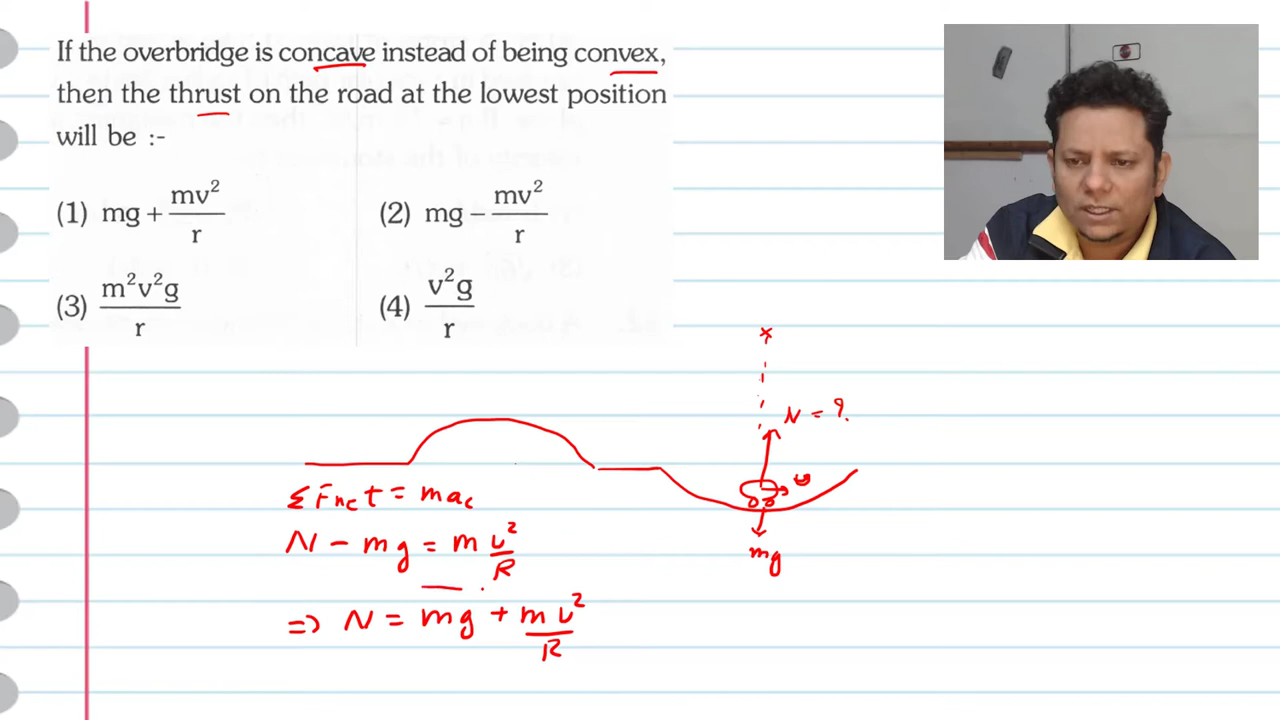 If the overbridge is concave instead of being convex,
then the thrust on the road at the lowest position
will be :-
(1) mg + mv²/r (2) mg − mv²/r
(3) m²v²g/r (4) v²g/r
N = ?
v
mg
ΣFnet = mac
N − mg = m v²/R
⇒ N = mg + mv²/R